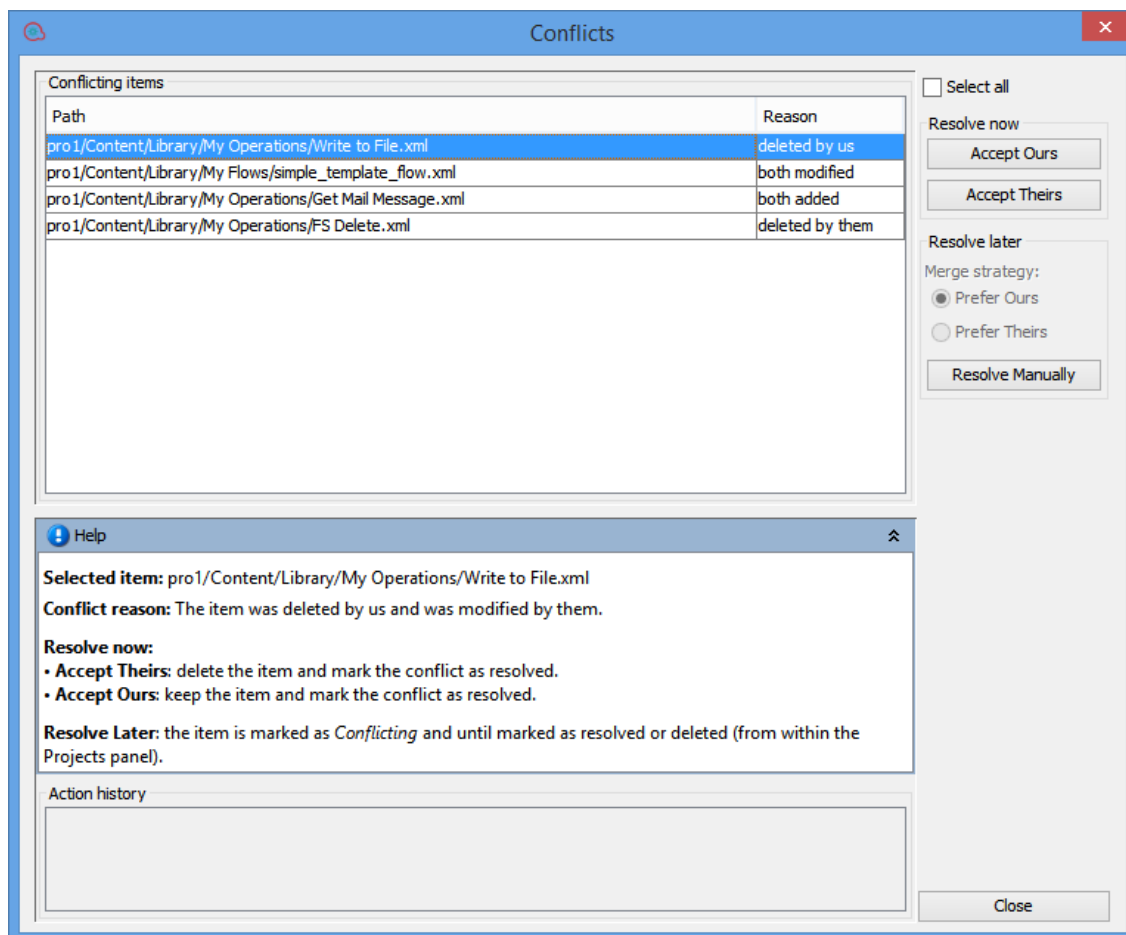 Conflicts
Conflicting items
Select all
Path Reason
pro1/Content/Library/My Operations/Write to File.xml deleted by us
pro1/Content/Library/My Flows/simple_template_flow.xml both modified
pro1/Content/Library/My Operations/Get Mail Message.xml both added
pro1/Content/Library/My Operations/FS Delete.xml deleted by them
Resolve now
Accept Ours
Accept Theirs
Resolve later
Merge strategy:
Prefer Ours
Prefer Theirs
Resolve Manually
Help
Selected item: pro1/Content/Library/My Operations/Write to File.xml
Conflict reason: The item was deleted by us and was modified by them.
Resolve now:
• Accept Theirs: delete the item and mark the conflict as resolved.
• Accept Ours: keep the item and mark the conflict as resolved.
Resolve Later: the item is marked as Conflicting and until marked as resolved or deleted (from within the
Projects panel).
Action history
Close